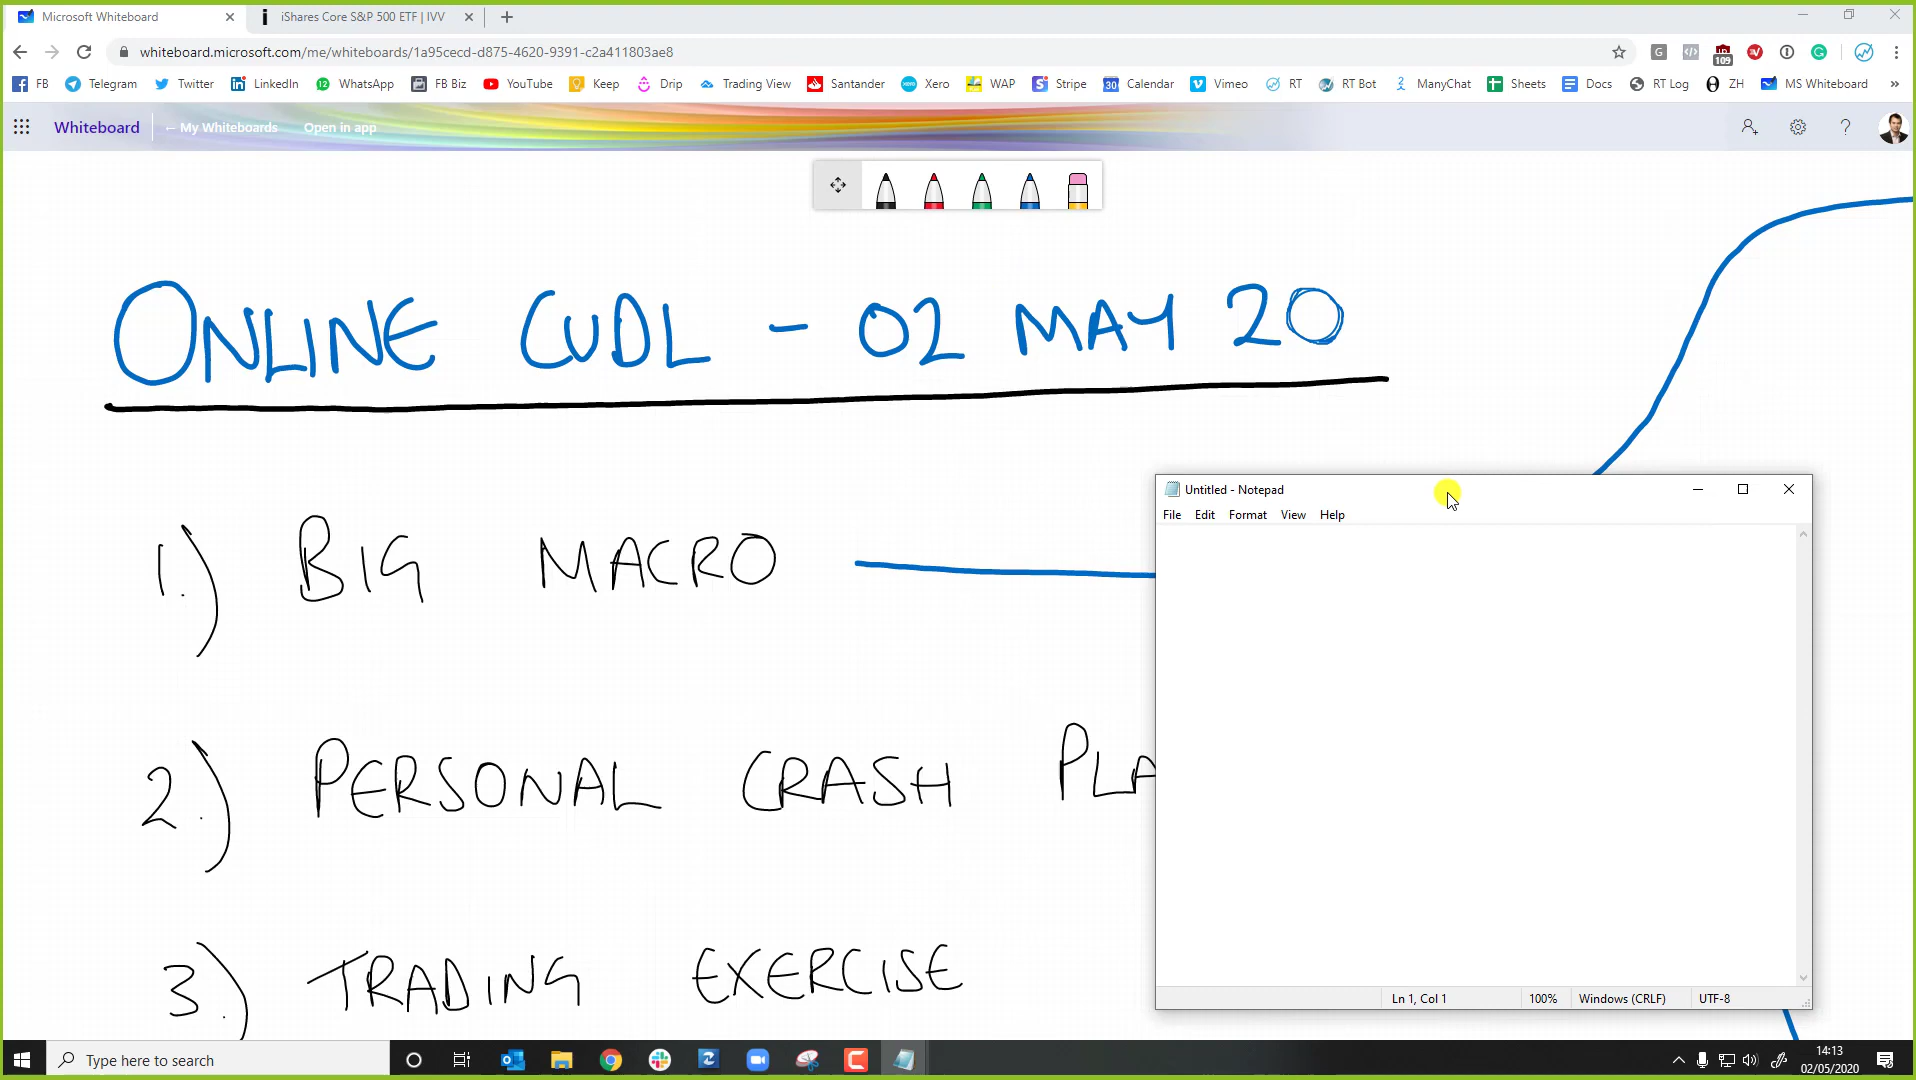 Microsoft Whiteboard
iShares Core S&P 500 ETF | IVV
whiteboard.microsoft.com/me/whiteboards/1a95cecd-d875-4620-9391-c2a411803ae8
109
FB Telegram Twitter LinkedIn 12 WhatsApp FB Biz YouTube Keep Drip Trading View Santander Xero WAP Stripe 30 Calendar Vimeo RT RT Bot ManyChat Sheets Docs RT Log ZH MS Whiteboard »
Whiteboard ← My Whiteboards Open in app
ONLINE CUDL - 02 MAY 20
1.) BIG MACRO
2.) PERSONAL CRASH PLA
3.) TRADING EXERCISE
Untitled - Notepad
File Edit Format View Help
Ln 1, Col 1 100% Windows (CRLF) UTF-8
Type here to search
14:13
02/05/2020